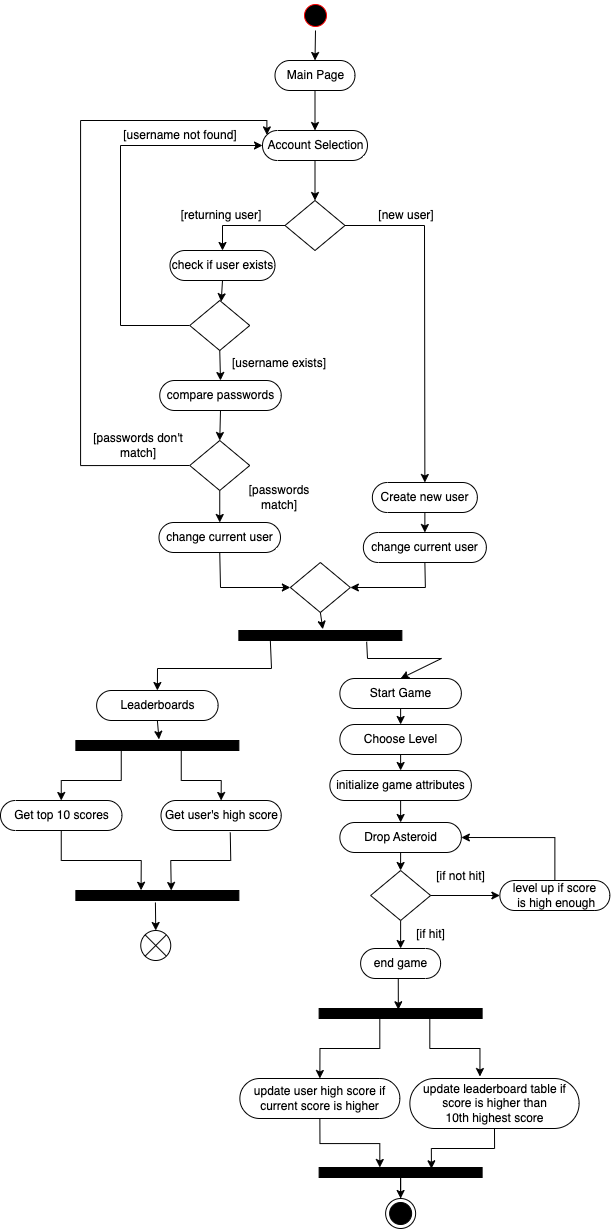 Main Page
[username not found]
Account Selection
[returning user]
[new user]
check if user exists
[username exists]
compare passwords
[passwords don't
match]
[passwords
match]
Create new user
change current user
change current user
Leaderboards
Start Game
Choose Level
initialize game attributes
Get top 10 scores
Get user's high score
Drop Asteroid
[if not hit]
level up if score
is high enough
[if hit]
end game
update user high score if
current score is higher
update leaderboard table if
score is higher than
10th highest score